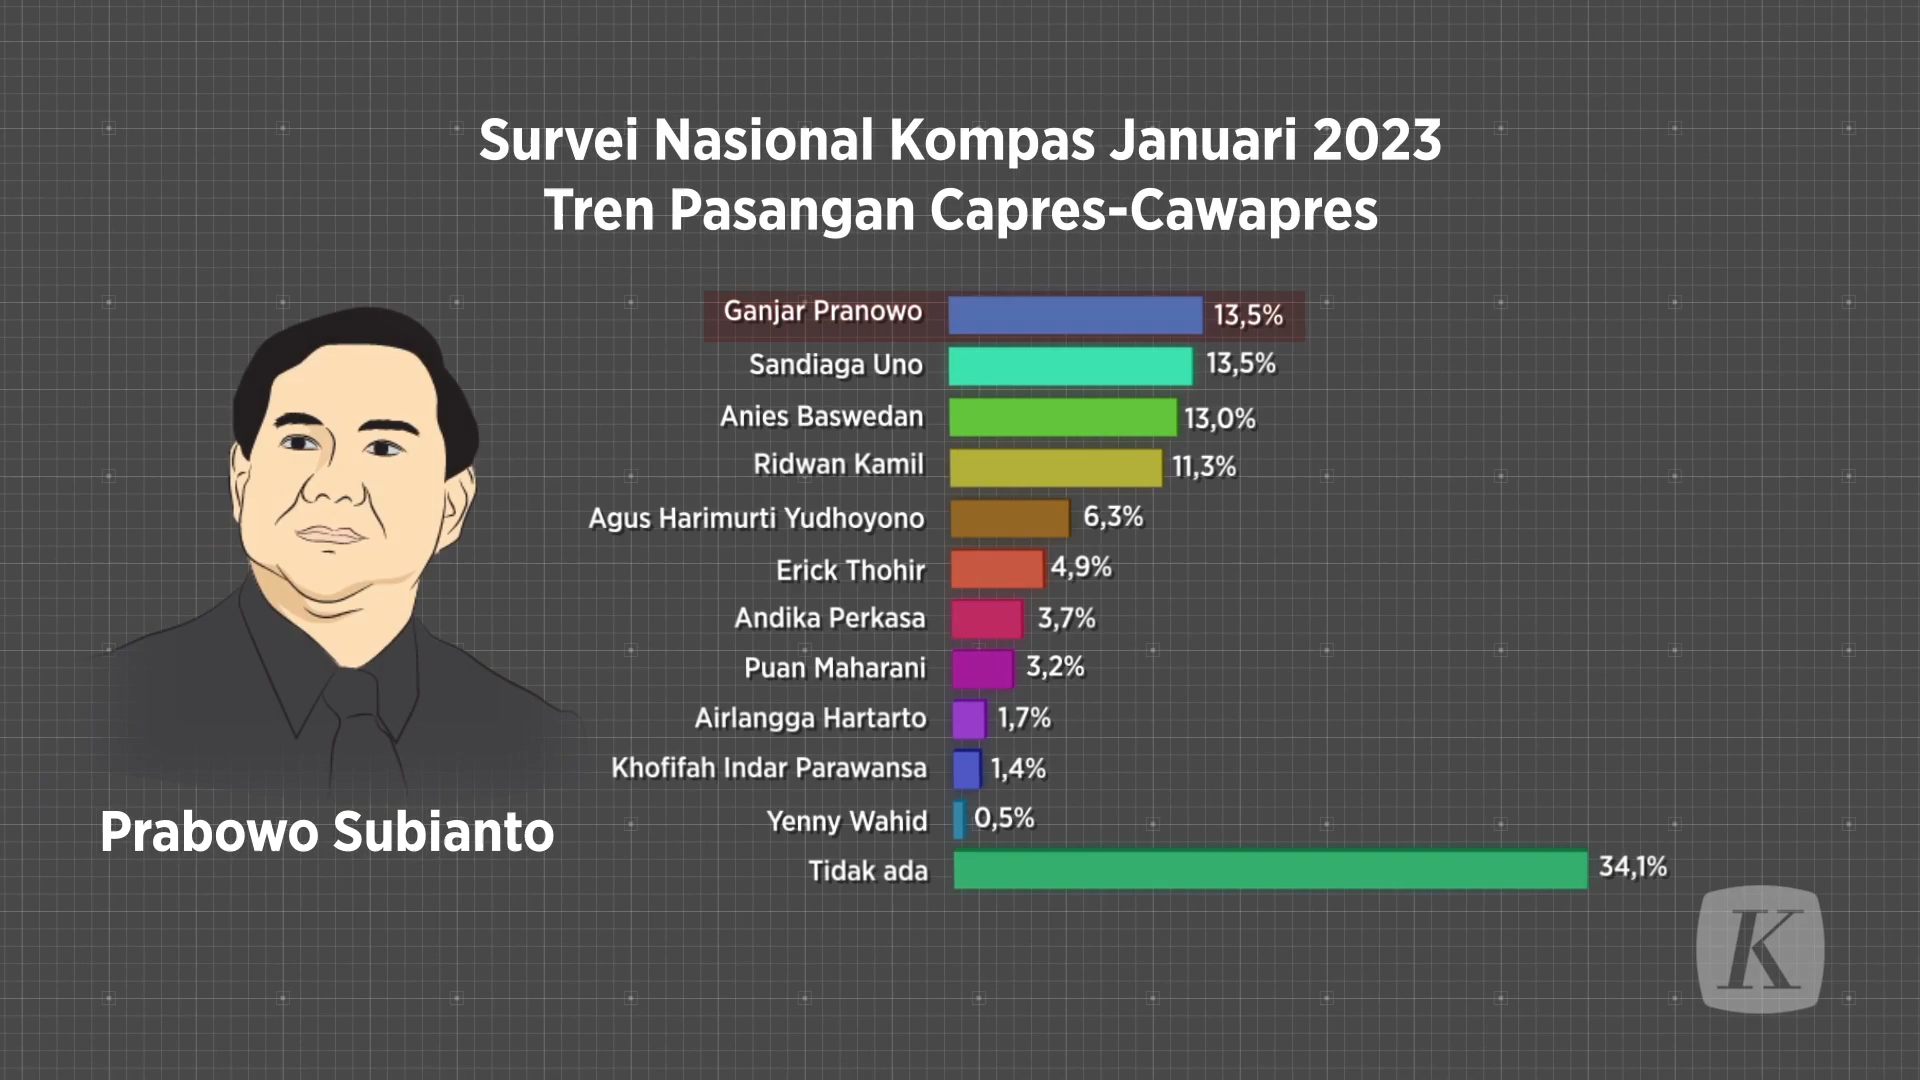 Survei Nasional Kompas Januari 2023
Tren Pasangan Capres-Cawapres
Ganjar Pranowo 13,5%
Sandiaga Uno 13,5%
Anies Baswedan 13,0%
Ridwan Kamil 11,3%
Agus Harimurti Yudhoyono 6,3%
Erick Thohir 4,9%
Andika Perkasa 3,7%
Puan Maharani 3,2%
Airlangga Hartarto 1,7%
Khofifah Indar Parawansa 1,4%
Yenny Wahid 0,5%
Tidak ada 34,1%
Prabowo Subianto
K